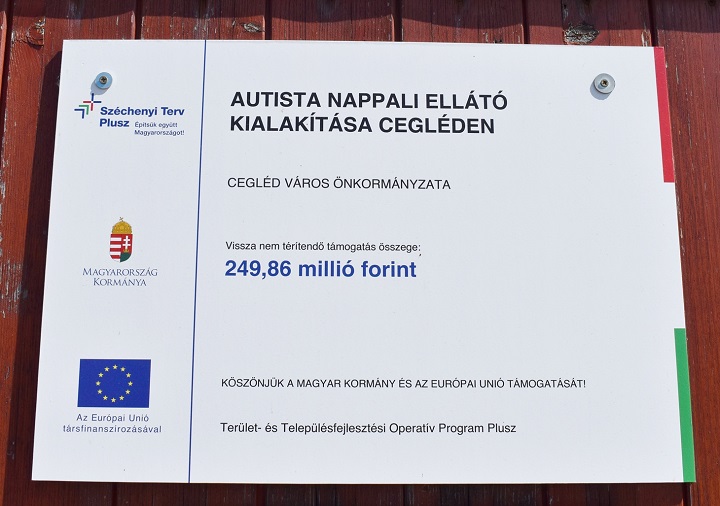 Széchenyi Terv
Plusz
Építsük együtt
Magyarországot!
MAGYARORSZÁG
KORMÁNYA
Az Európai Unió
társfinanszírozásával
AUTISTA NAPPALI ELLÁTÓ
KIALAKÍTÁSA CEGLÉDEN
CEGLÉD VÁROS ÖNKORMÁNYZATA
Vissza nem térítendő támogatás összege:
249,86 millió forint
KÖSZÖNJÜK A MAGYAR KORMÁNY ÉS AZ EURÓPAI UNIÓ TÁMOGATÁSÁT!
Terület- és Településfejlesztési Operatív Program Plusz